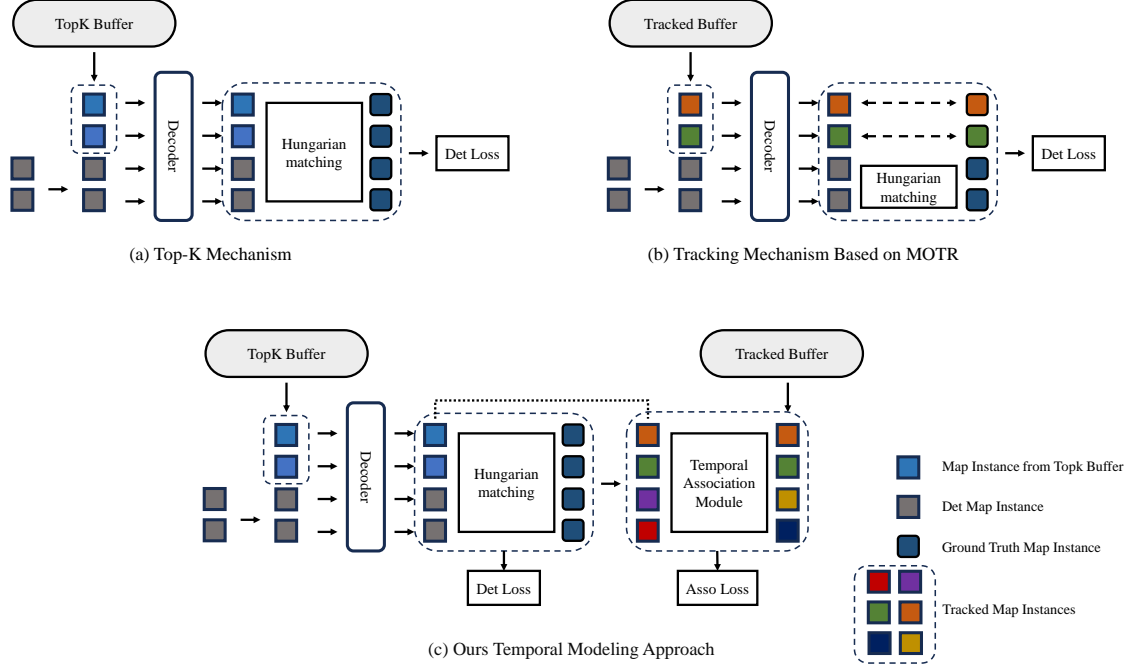 TopK Buffer
Decoder
Hungarian
matching
Det Loss
(a) Top-K Mechanism
Tracked Buffer
Decoder
Hungarian
matching
Det Loss
(b) Tracking Mechanism Based on MOTR
TopK Buffer
Decoder
Hungarian
matching
Det Loss
Tracked Buffer
Temporal
Association
Module
Asso Loss
(c) Ours Temporal Modeling Approach
Map Instance from Topk Buffer
Det Map Instance
Ground Truth Map Instance
Tracked Map Instances